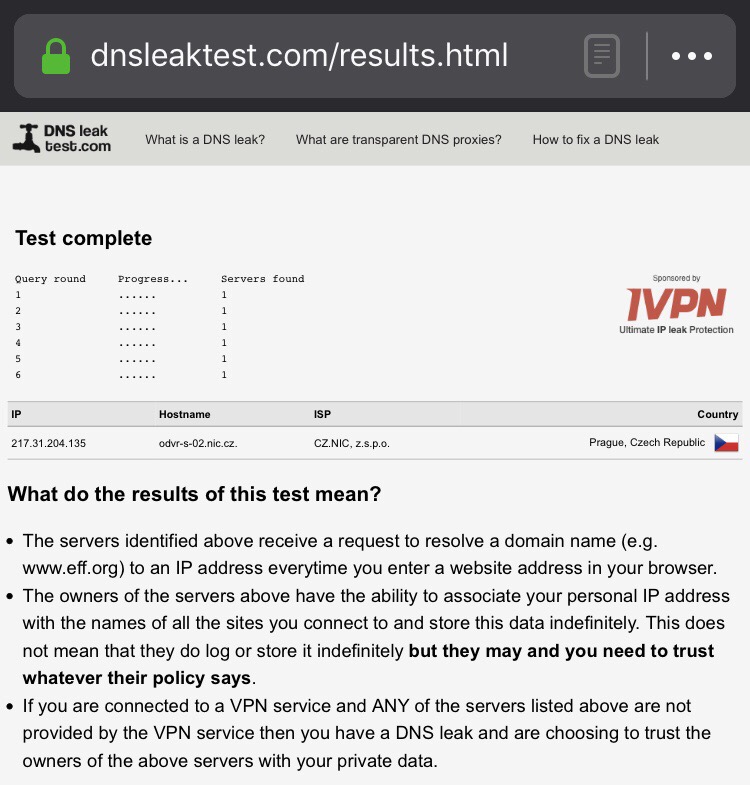 dnsleaktest.com/results.html
DNS leak
test.com
What is a DNS leak? What are transparent DNS proxies? How to fix a DNS leak
Test complete
Query round Progress... Servers found
1 ...... 1
2 ...... 1
3 ...... 1
4 ...... 1
5 ...... 1
6 ...... 1
Sponsored by
IVPN
Ultimate IP leak Protection
IP Hostname ISP Country
217.31.204.135 odvr-s-02.nic.cz. CZ.NIC, z.s.p.o. Prague, Czech Republic
What do the results of this test mean?
• The servers identified above receive a request to resolve a domain name (e.g.
www.eff.org) to an IP address everytime you enter a website address in your browser.
• The owners of the servers above have the ability to associate your personal IP address
with the names of all the sites you connect to and store this data indefinitely. This does
not mean that they do log or store it indefinitely but they may and you need to trust
whatever their policy says.
• If you are connected to a VPN service and ANY of the servers listed above are not
provided by the VPN service then you have a DNS leak and are choosing to trust the
owners of the above servers with your private data.